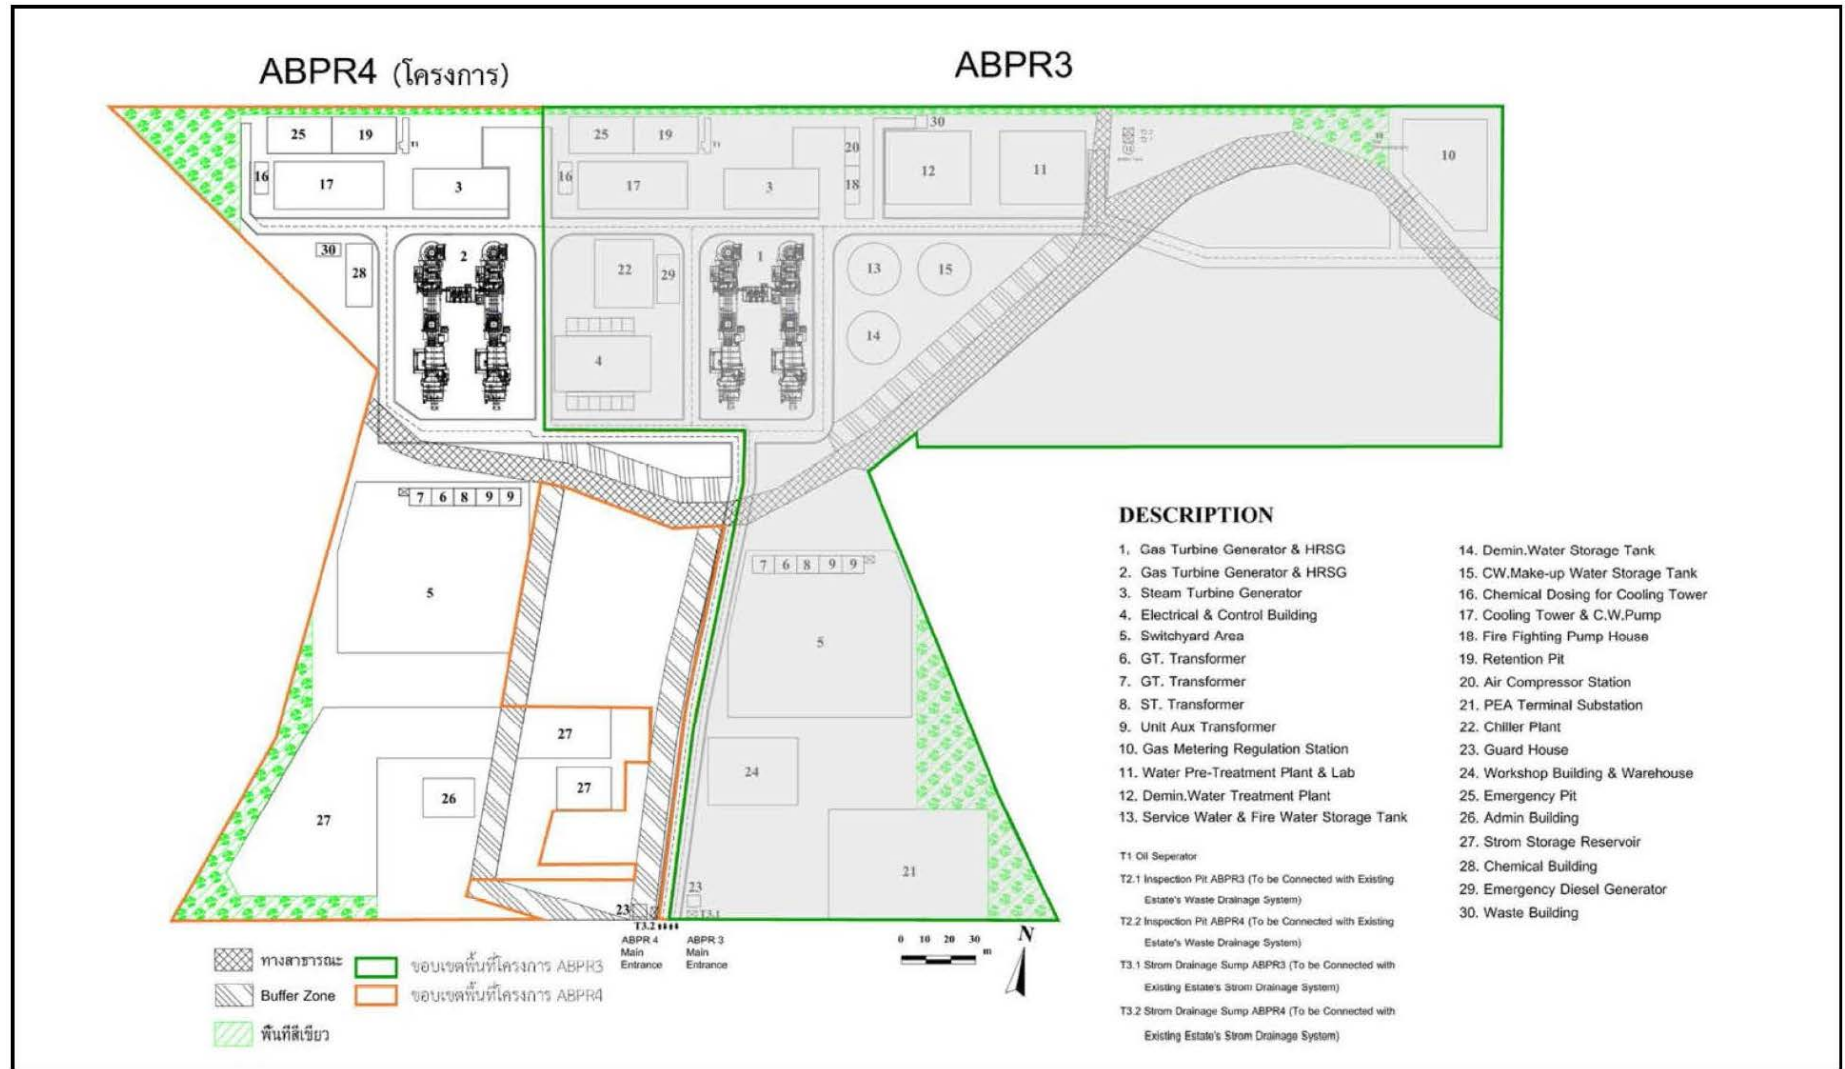 ABPR4 (โครงการ)
ABPR3
25 19 T1
25 19 T1
20
30
12
11
10
16 17 3
16 17 3
18
30
28
2
22
29
1
13
15
14
4
7 6 8 9 9
5
7 6 8 9 9
5
27
27
26
27
24
21
23
23
T3.2
T3.1
ABPR 4
Main
Entrance
ABPR 3
Main
Entrance
0 10 20 30
m
N
ทางสาธารณะ
Buffer Zone
พื้นที่สีเขียว
ขอบเขตพื้นที่โครงการ ABPR3
ขอบเขตพื้นที่โครงการ ABPR4
DESCRIPTION
1. Gas Turbine Generator & HRSG
2. Gas Turbine Generator & HRSG
3. Steam Turbine Generator
4. Electrical & Control Building
5. Switchyard Area
6. GT. Transformer
7. GT. Transformer
8. ST. Transformer
9. Unit Aux Transformer
10. Gas Metering Regulation Station
11. Water Pre-Treatment Plant & Lab
12. Demin.Water Treatment Plant
13. Service Water & Fire Water Storage Tank
T1 Oil Seperator
T2.1 Inspection Pit ABPR3 (To be Connected with Existing
Estate's Waste Drainage System)
T2.2 Inspection Pit ABPR4 (To be Connected with Existing
Estate's Waste Drainage System)
T3.1 Strom Drainage Sump ABPR3 (To be Connected with
Existing Estate's Strom Drainage System)
T3.2 Strom Drainage Sump ABPR4 (To be Connected with
Existing Estate's Strom Drainage System)
14. Demin.Water Storage Tank
15. CW.Make-up Water Storage Tank
16. Chemical Dosing for Cooling Tower
17. Cooling Tower & C.W.Pump
18. Fire Fighting Pump House
19. Retention Pit
20. Air Compressor Station
21. PEA Terminal Substation
22. Chiller Plant
23. Guard House
24. Workshop Building & Warehouse
25. Emergency Pit
26. Admin Building
27. Strom Storage Reservoir
28. Chemical Building
29. Emergency Diesel Generator
30. Waste Building